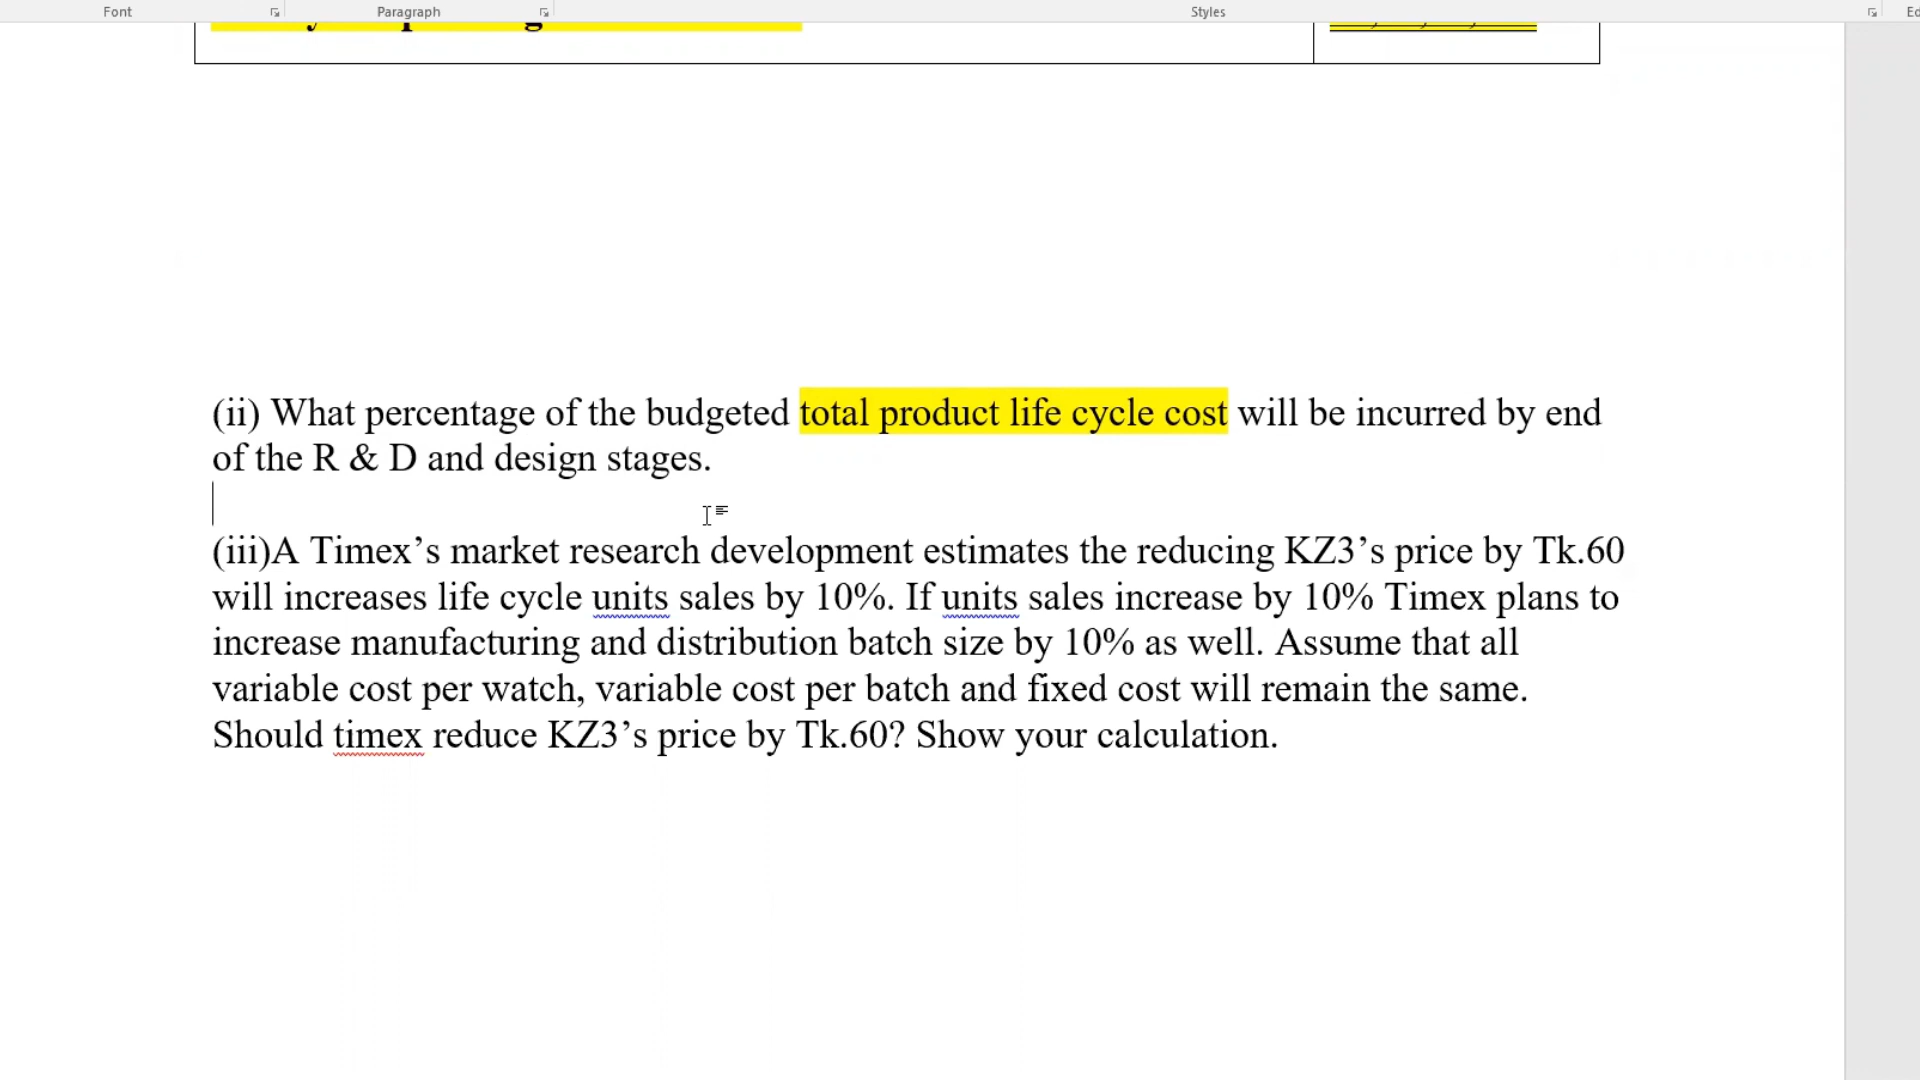 Font
Paragraph
Styles
Ed
(ii) What percentage of the budgeted total product life cycle cost will be incurred by end
of the R & D and design stages.
(iii)A Timex’s market research development estimates the reducing KZ3’s price by Tk.60
will increases life cycle units sales by 10%. If units sales increase by 10% Timex plans to
increase manufacturing and distribution batch size by 10% as well. Assume that all
variable cost per watch, variable cost per batch and fixed cost will remain the same.
Should timex reduce KZ3’s price by Tk.60? Show your calculation.